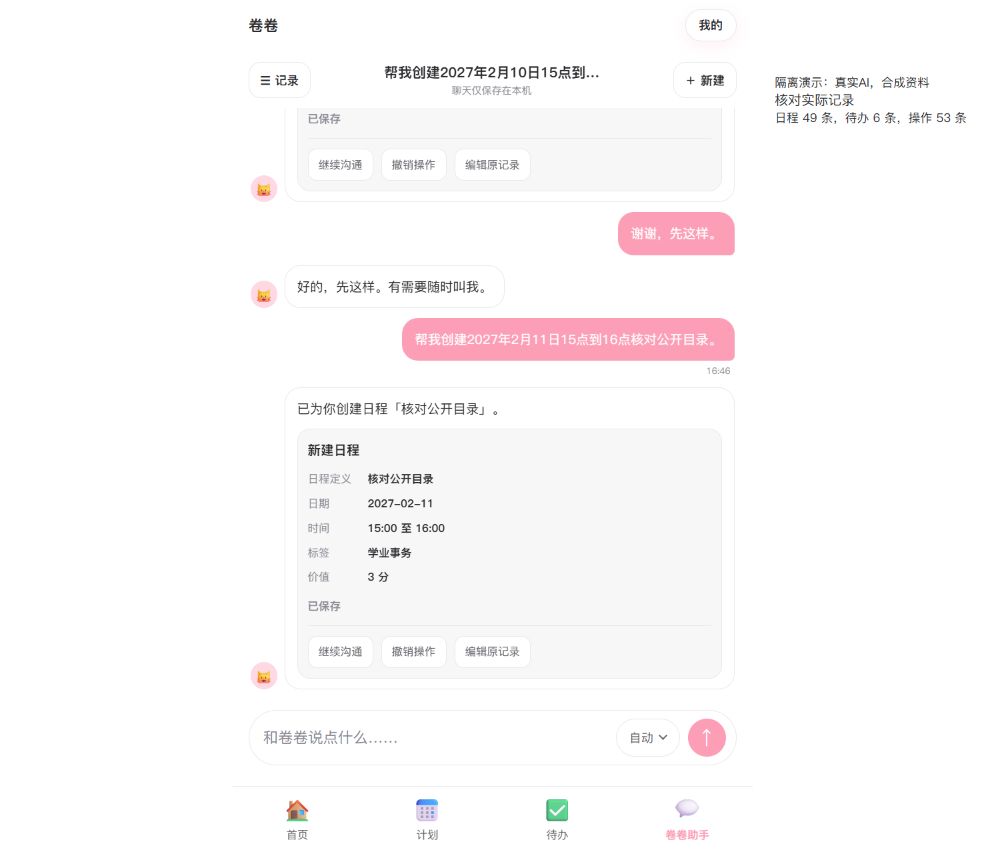 卷卷
我的
☰ 记录
帮我创建2027年2月10日15点到...
聊天仅保存在本机
+ 新建
隔离演示：真实AI，合成资料
核对实际记录
日程 49 条，待办 6 条，操作 53 条
已保存
继续沟通
撤销操作
编辑原记录
谢谢，先这样。
好的，先这样。有需要随时叫我。
帮我创建2027年2月11日15点到16点核对公开目录。
16:46
已为你创建日程「核对公开目录」。
新建日程
日程定义 核对公开目录
日期 2027-02-11
时间 15:00 至 16:00
标签 学业事务
价值 3 分
已保存
继续沟通
撤销操作
编辑原记录
和卷卷说点什么......
自动
首页
计划
待办
卷卷助手